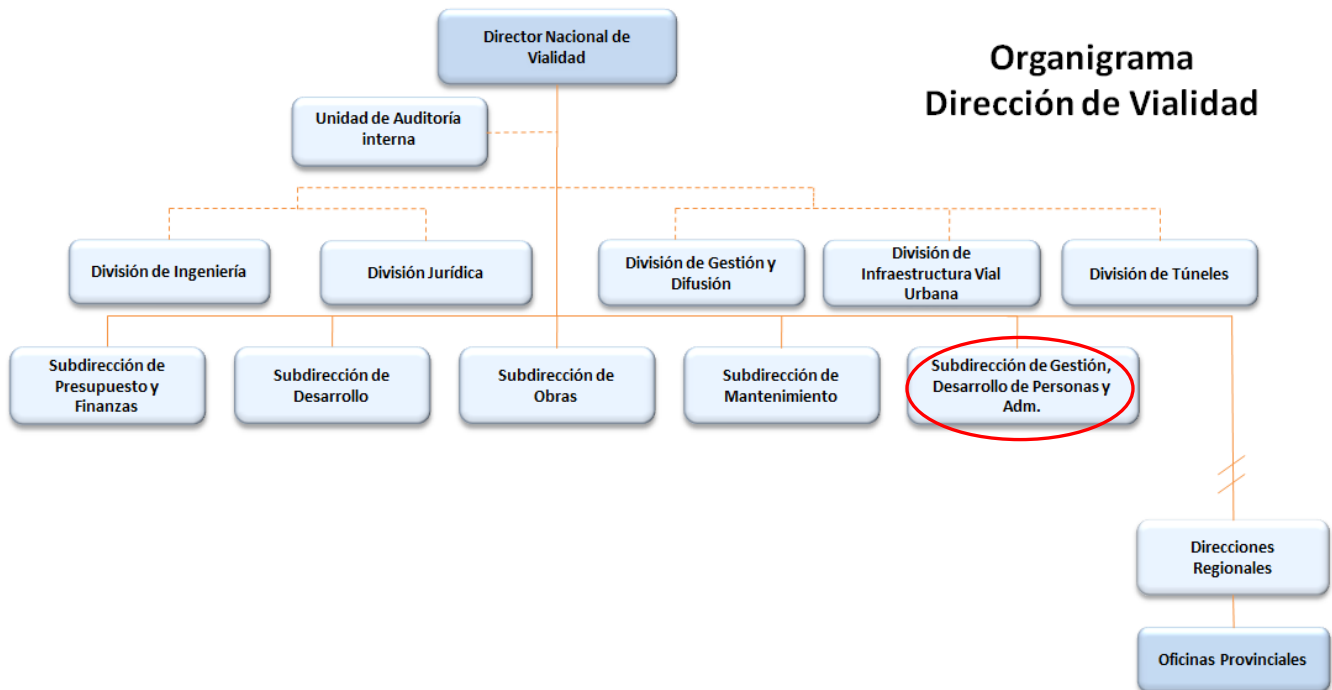 Director Nacional de
Vialidad
Organigrama
Dirección de Vialidad
Unidad de Auditoría
interna
División de Ingeniería
División Jurídica
División de Gestión y
Difusión
División de
Infraestructura Vial
Urbana
División de Túneles
Subdirección de
Presupuesto y
Finanzas
Subdirección de
Desarrollo
Subdirección de
Obras
Subdirección de
Mantenimiento
Subdirección de Gestión,
Desarrollo de Personas y
Adm.
Direcciones
Regionales
Oficinas Provinciales